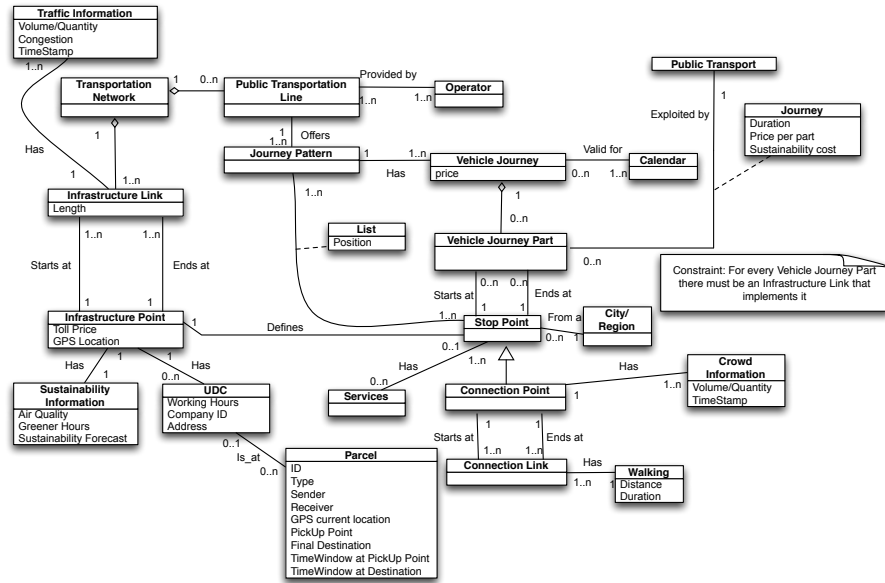 Traffic Information
Volume/Quantity
Congestion
TimeStamp
1..n
Transportation
Network
1
0..n
Public Transportation
Line
Provided by
1..n
1..n
Operator
Public Transport
1
Exploited by
Journey
Duration
Price per part
Sustainability cost
1
Has
1
1..n
1
1..n
Offers
Journey Pattern
1
1..n
Has
Vehicle Journey
price
Valid for
0..n
1..n
Calendar
Infrastructure Link
Length
1..n
1
0..n
1..n
1..n
List
Position
Vehicle Journey Part
0..n
Starts at
Ends at
0..n
0..n
Starts at
Ends at
Constraint: For every Vehicle Journey Part
there must be an Infrastructure Link that
implements it
1
1
1
1
Infrastructure Point
Toll Price
GPS Location
1
Defines
1..n
1
Stop Point
From a
0..n
1
City/
Region
Has
1
1
Has
0..n
1
Has
0..1
0..n
1..n
Sustainability
Information
Air Quality
Greener Hours
Sustainability Forecast
UDC
Working Hours
Company ID
Address
Services
Connection Point
1
Has
1..n
Crowd
Information
Volume/Quantity
TimeStamp
0..1
Is_at
0..n
1
1
Starts at
Ends at
1..n
1..n
Connection Link
Has
1..n
1
Walking
Distance
Duration
Parcel
ID
Type
Sender
Receiver
GPS current location
PickUp Point
Final Destination
TimeWindow at PickUp Point
TimeWindow at Destination